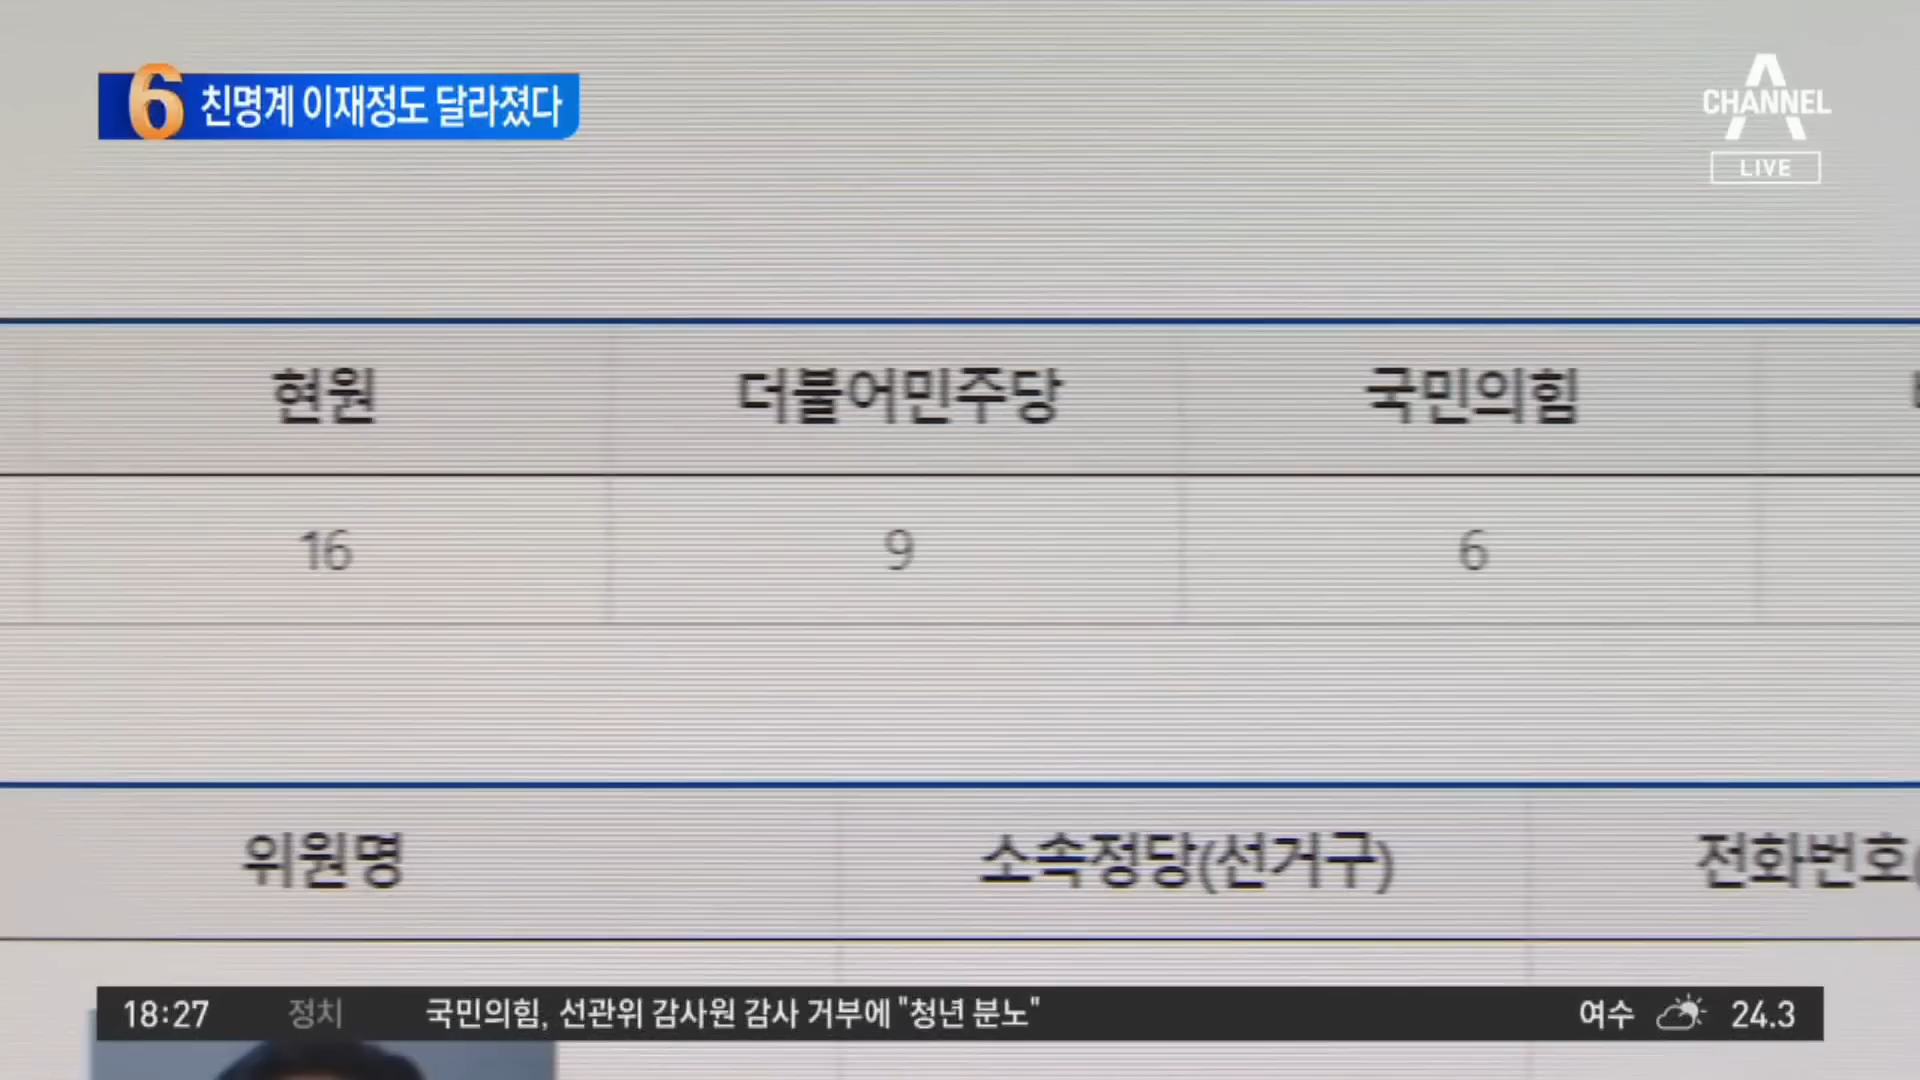 6 친명계 이재정도 달라졌다
CHANNEL A
LIVE
현원 더불어민주당 국민의힘
16 9 6
위원명 소속정당(선거구) 전화번호(
18:27 정치 국민의힘, 선관위 감사원 감사 거부에 "청년 분노" 여수 24.3